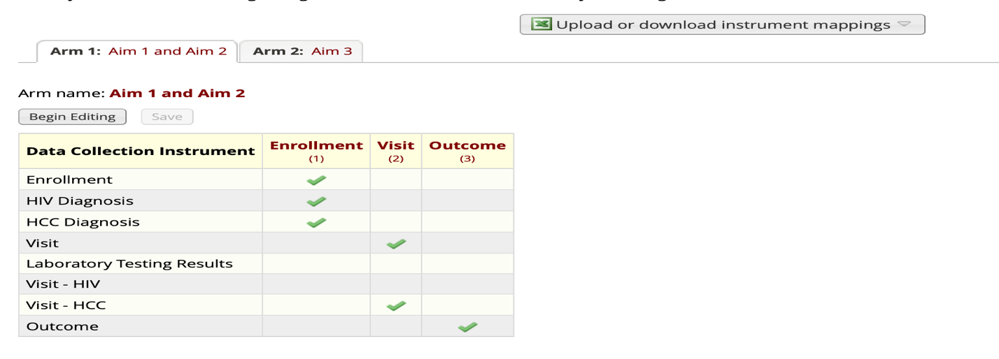 Upload or download instrument mappings
Arm 1: Aim 1 and Aim 2 Arm 2: Aim 3
Arm name: Aim 1 and Aim 2
Begin Editing Save
Data Collection Instrument Enrollment (1) Visit (2) Outcome (3)
Enrollment
HIV Diagnosis
HCC Diagnosis
Visit
Laboratory Testing Results
Visit - HIV
Visit - HCC
Outcome